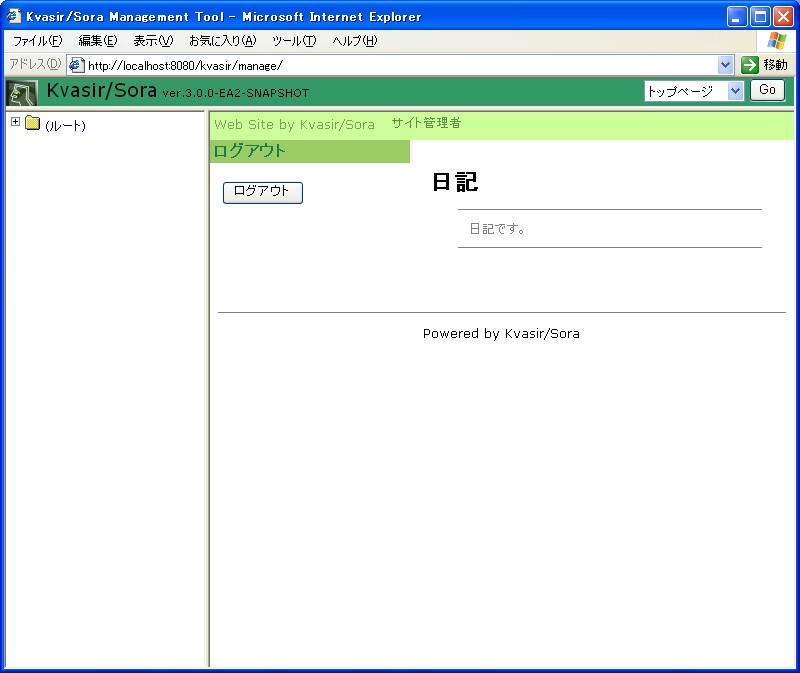 Kvasir/Sora Management Tool - Microsoft Internet Explorer
ファイル(F) 編集(E) 表示(V) お気に入り(A) ツール(T) ヘルプ(H)
アドレス(D) http://localhost:8080/kvasir/manage/ 移動
Kvasir/Sora ver.3.0.0-EA2-SNAPSHOT トップページ Go
(ルート)
Web Site by Kvasir/Sora サイト管理者
ログアウト
ログアウト
日記
日記です。
Powered by Kvasir/Sora